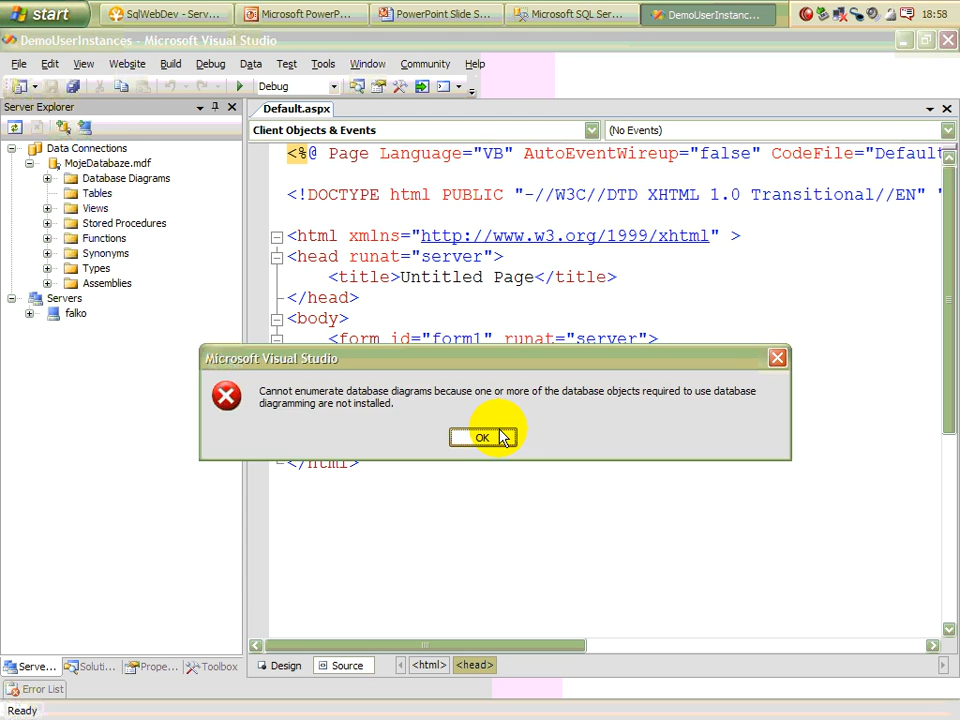 start
SqlWebDev - Serv...
Microsoft PowerP...
PowerPoint Slide S...
Microsoft SQL Ser...
DemoUserInstanc...
18:58
DemoUserInstances - Microsoft Visual Studio
File Edit View Website Build Debug Data Test Tools Window Community Help
Debug
Server Explorer
Default.aspx
Client Objects & Events
(No Events)
Data Connections
MojeDatabaze.mdf
Database Diagrams
Tables
Views
Stored Procedures
Functions
Synonyms
Types
Assemblies
Servers
falko
<%@ Page Language="VB" AutoEventWireup="false" CodeFile="Default
<!DOCTYPE html PUBLIC "-//W3C//DTD XHTML 1.0 Transitional//EN" "
<html xmlns="http://www.w3.org/1999/xhtml" >
<head runat="server">
<title>Untitled Page</title>
</head>
<body>
<form id="form1" runat="server">
Microsoft Visual Studio
Cannot enumerate database diagrams because one or more of the database objects required to use database
diagramming are not installed.
OK
</html>
Serve...
Soluti...
Prope...
Toolbox
Design
Source
<html>
<head>
Error List
Ready